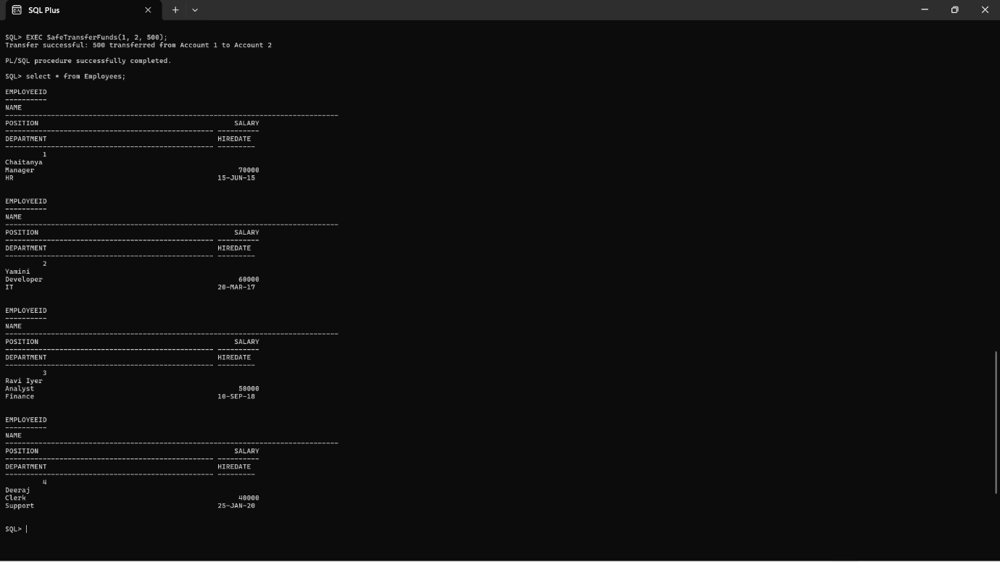 SQL Plus
SQL> EXEC SafeTransferFunds(1, 2, 500);
Transfer successful: 500 transferred from Account 1 to Account 2
PL/SQL procedure successfully completed.
SQL> select * from Employees;
EMPLOYEEID
----------
NAME
--------------------------------------------------------------------------------
POSITION                                               SALARY
-------------------------------------------------- ----------
DEPARTMENT                                         HIREDATE
-------------------------------------------------- ---------
         1
Chaitanya
Manager                                                 70000
HR                                                 15-JUN-15
EMPLOYEEID
----------
NAME
--------------------------------------------------------------------------------
POSITION                                               SALARY
-------------------------------------------------- ----------
DEPARTMENT                                         HIREDATE
-------------------------------------------------- ---------
         2
Yamini
Developer                                               60000
IT                                                 20-MAR-17
EMPLOYEEID
----------
NAME
--------------------------------------------------------------------------------
POSITION                                               SALARY
-------------------------------------------------- ----------
DEPARTMENT                                         HIREDATE
-------------------------------------------------- ---------
         3
Ravi Iyer
Analyst                                                 50000
Finance                                            10-SEP-18
EMPLOYEEID
----------
NAME
--------------------------------------------------------------------------------
POSITION                                               SALARY
-------------------------------------------------- ----------
DEPARTMENT                                         HIREDATE
-------------------------------------------------- ---------
         4
Deeraj
Clerk                                                   40000
Support                                            25-JAN-20
SQL>